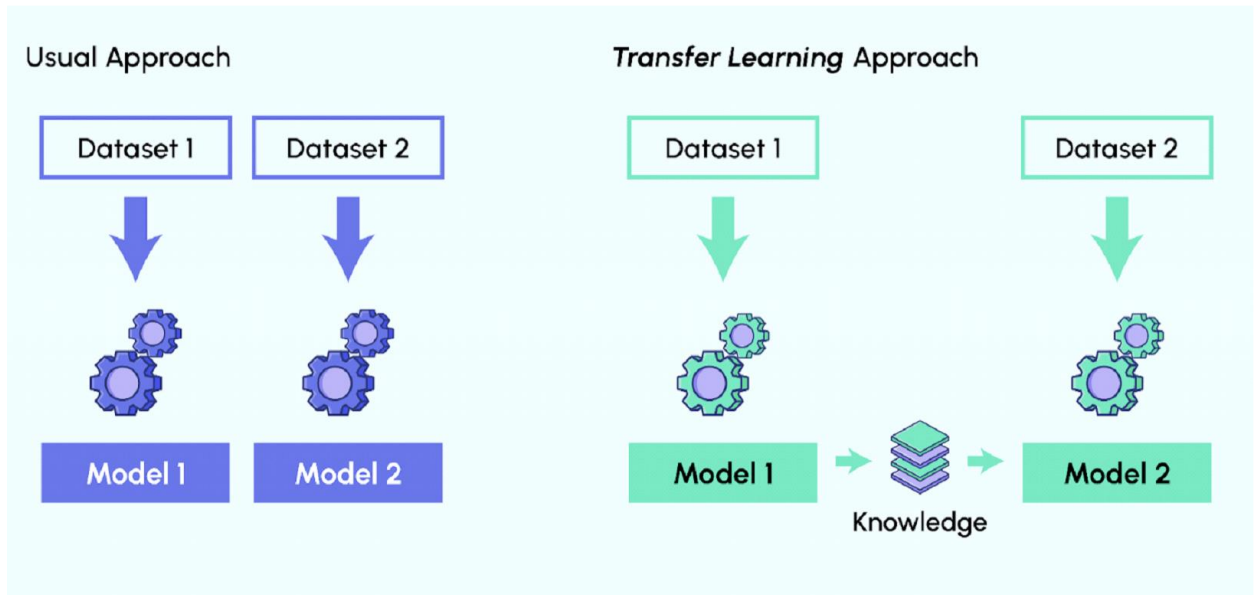 Usual Approach
Dataset 1
Dataset 2
Model 1
Model 2
Transfer Learning Approach
Dataset 1
Dataset 2
Model 1
Knowledge
Model 2